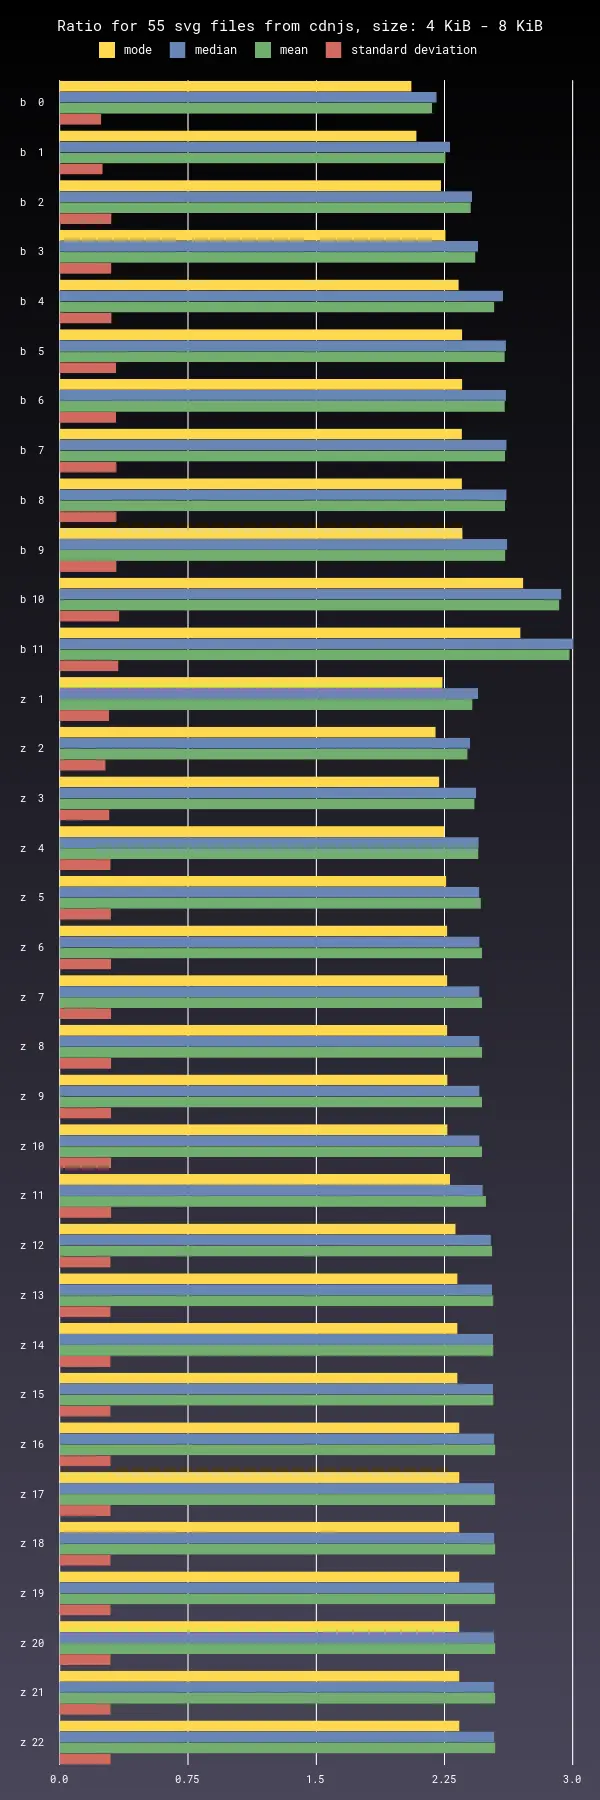 Ratio for 55 svg files from cdnjs, size: 4 KiB - 8 KiB
mode median mean standard deviation
b 0
b 1
b 2
b 3
b 4
b 5
b 6
b 7
b 8
b 9
b 10
b 11
z 1
z 2
z 3
z 4
z 5
z 6
z 7
z 8
z 9
z 10
z 11
z 12
z 13
z 14
z 15
z 16
z 17
z 18
z 19
z 20
z 21
z 22
0.0 0.75 1.5 2.25 3.0